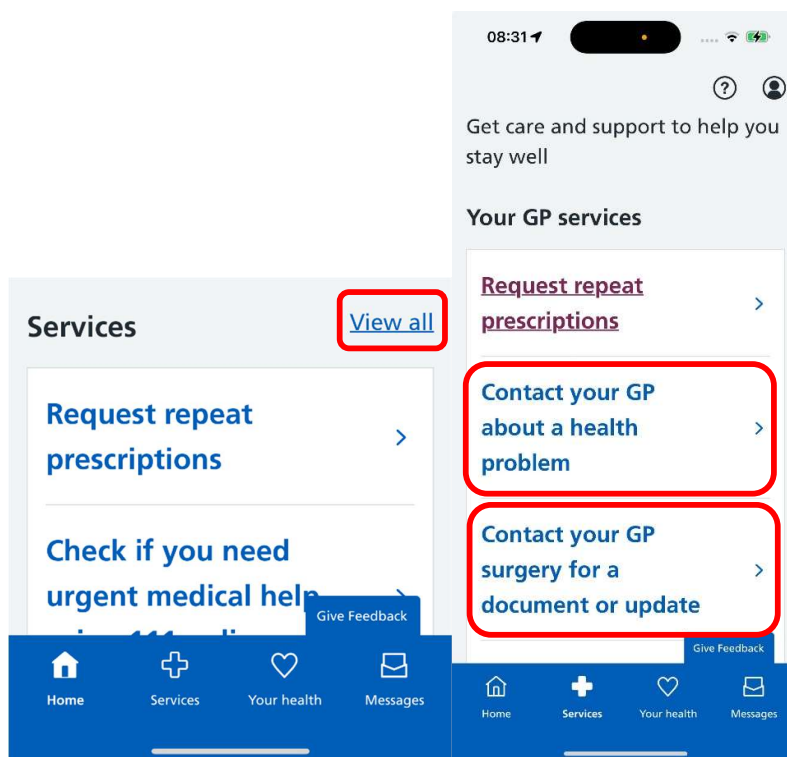 Services
View all
Request repeat
prescriptions
Check if you need
urgent medical help
Give Feedback
Home
Services
Your health
Messages
08:31
Get care and support to help you
stay well
Your GP services
Request repeat
prescriptions
Contact your GP
about a health
problem
Contact your GP
surgery for a
document or update
Give Feedback
Home
Services
Your health
Messages